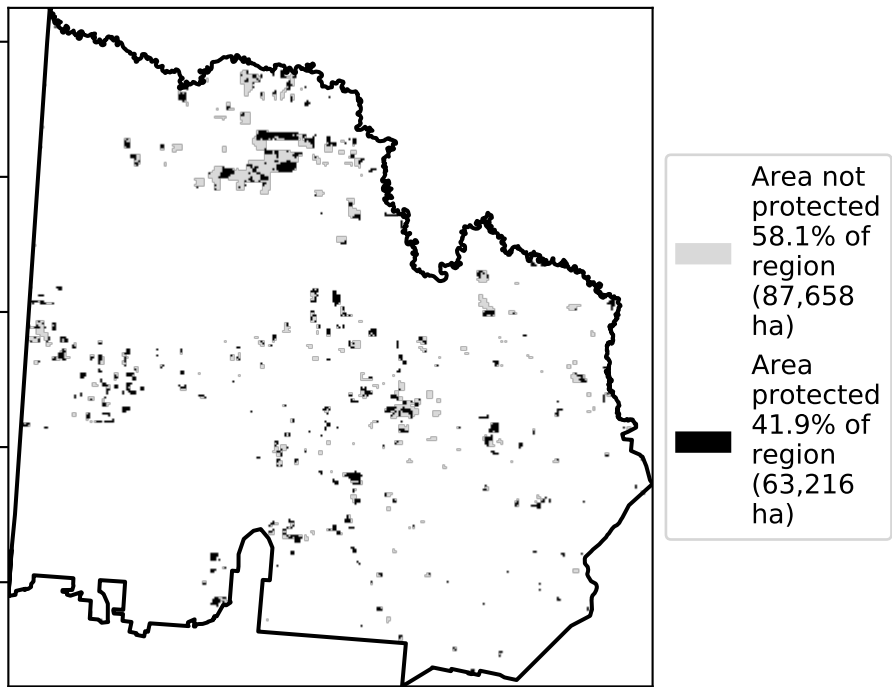 Area not
protected
58.1% of
region
(87,658
ha)
Area
protected
41.9% of
region
(63,216
ha)